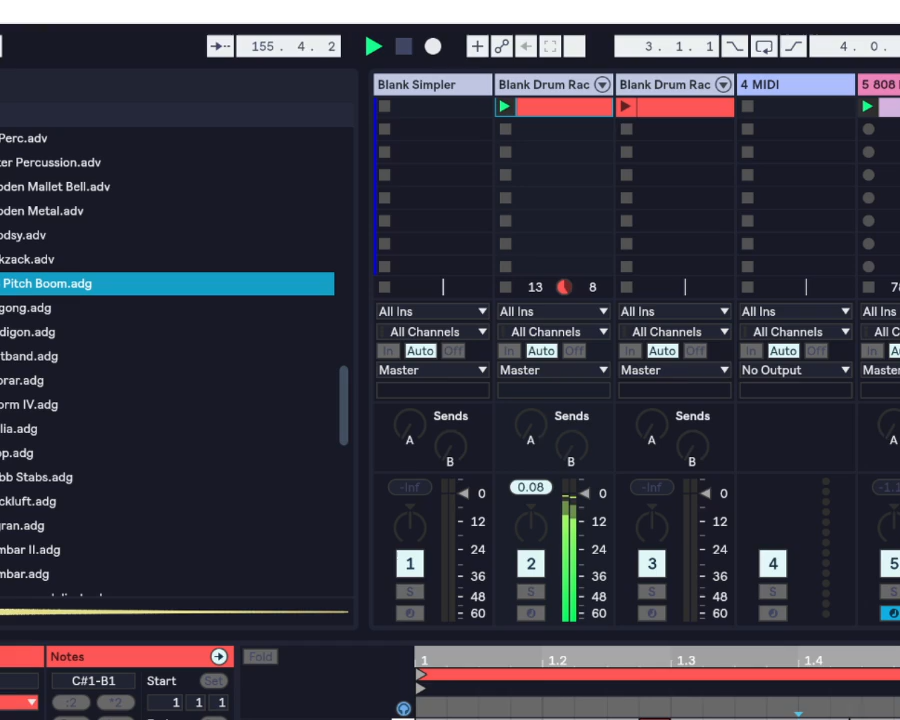 155 . 4 . 2
3 . 1 . 1
4 . 0 .
Blank Simpler
Blank Drum Rac
Blank Drum Rac
4 MIDI
5 808
Perc.adv
er Percussion.adv
oden Mallet Bell.adv
oden Metal.adv
odsy.adv
kzack.adv
Pitch Boom.adg
gong.adg
digon.adg
tband.adg
orar.adg
orm IV.adg
lia.adg
op.adg
bb Stabs.adg
ckluft.adg
gran.adg
mbar II.adg
mbar.adg
13 8 78
All Ins All Ins All Ins All Ins All Ins
All Channels All Channels All Channels All Channels All C
In Auto Off In Auto Off In Auto Off In Auto Off In A
Master Master Master No Output Master
Sends Sends Sends
A A A A
B B B
-Inf 0.08 -Inf -1.1
0 0 0
12 12 12
24 24 24
1 2 3 4 5
36 36 36
S S S S S
48 48 48
60 60 60
Notes
Fold
1 1.2 1.3 1.4
C#1-B1 Start Set
:2 *2 1 1 1